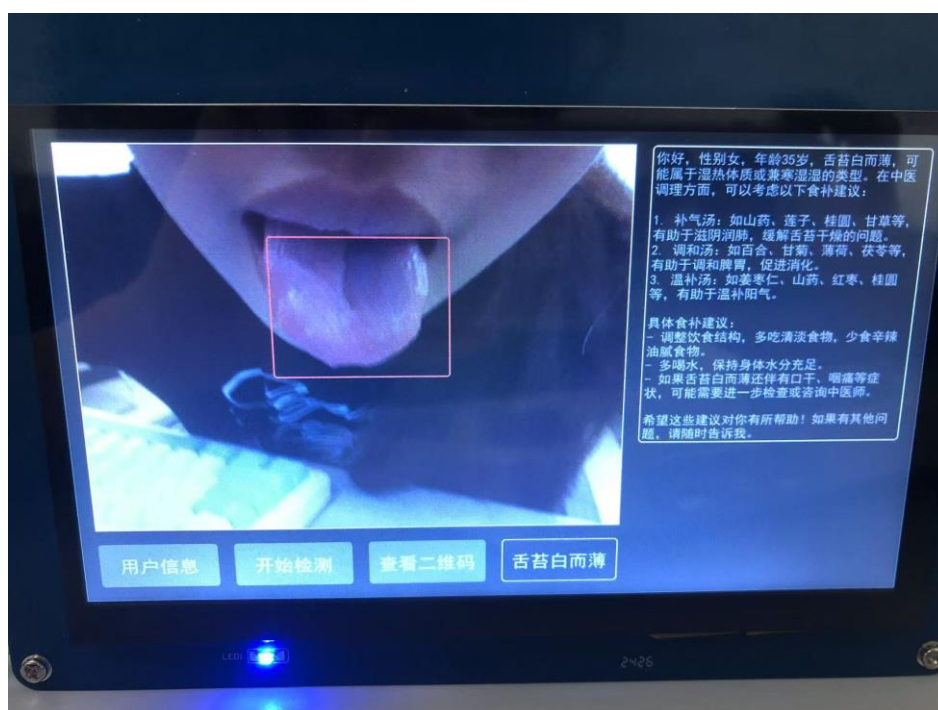 你好，性别女，年龄35岁，舌苔白而薄，可
能属于湿热体质或兼寒湿湿的类型。在中医
调理方面，可以考虑以下食补建议：
1. 补气汤：如山药、莲子、桂圆、甘草等，
有助于滋阴润肺，缓解舌苔干燥的问题。
2. 调和汤：如百合、甘菊、薄荷、茯苓等，
有助于调和脾胃，促进消化。
3. 温补汤：如姜枣仁、山药、红枣、桂圆
等，有助于温补阳气。
具体食补建议：
- 调整饮食结构，多吃清淡食物，少食辛辣
油腻食物。
- 多喝水，保持身体水分充足。
- 如果舌苔白而薄还伴有口干、咽痛等症
状，可能需要进一步检查或咨询中医师。
希望这些建议对你有所帮助！如果有其他问
题，请随时告诉我。
用户信息
开始检测
查看二维码
舌苔白而薄
LED1
2426